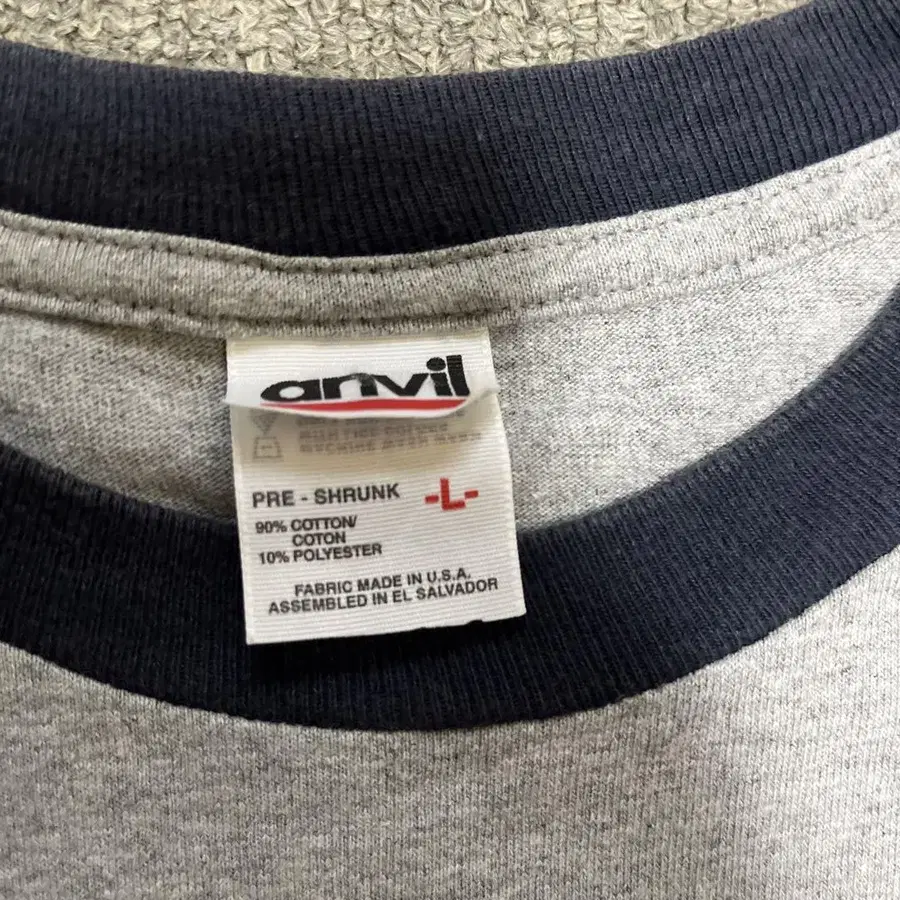 anvil
PRE - SHRUNK -L-
90% COTTON/
COTON
10% POLYESTER
FABRIC MADE IN U.S.A.
ASSEMBLED IN EL SALVADOR